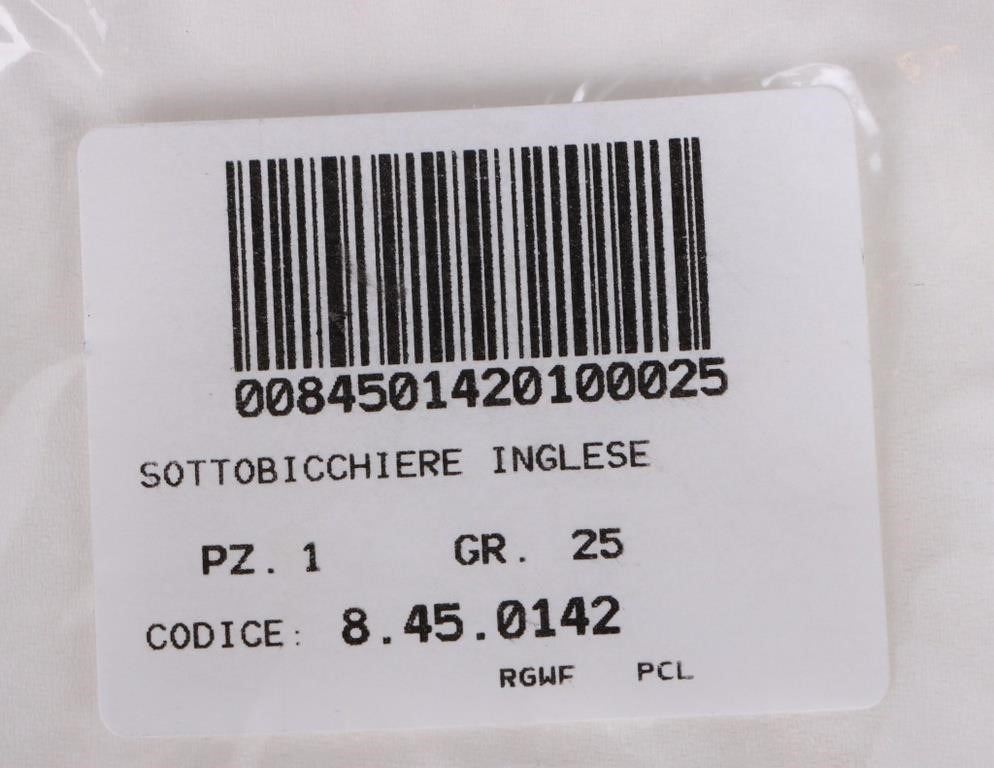 0084501420100025
SOTTOBICCHIERE INGLESE
PZ. 1 GR. 25
CODICE: 8.45.0142
RGWF PCL